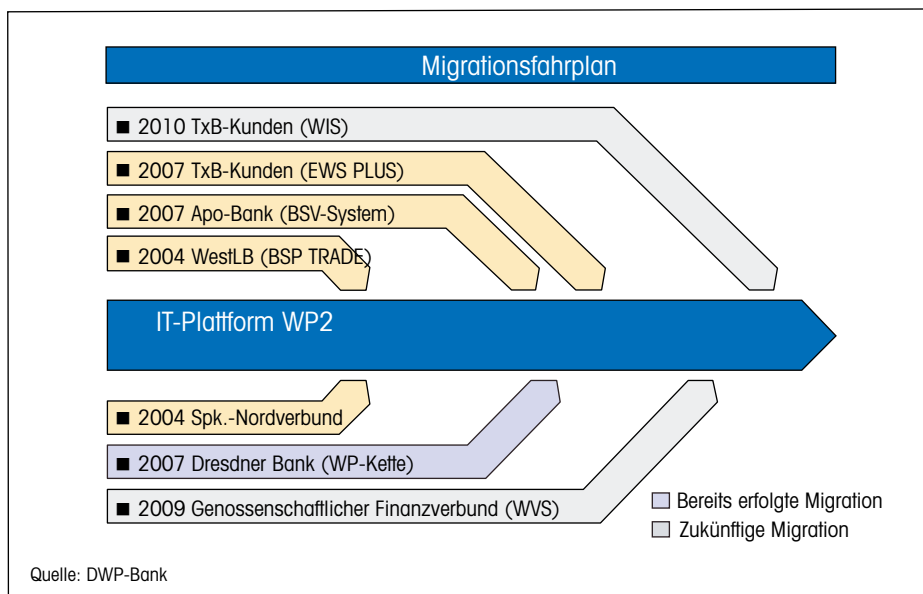 Migrationsfahrplan
■ 2010 TxB-Kunden (WIS)
■ 2007 TxB-Kunden (EWS PLUS)
■ 2007 Apo-Bank (BSV-System)
■ 2004 WestLB (BSP TRADE)
IT-Plattform WP2
■ 2004 Spk.-Nordverbund
■ 2007 Dresdner Bank (WP-Kette)
■ 2009 Genossenschaftlicher Finanzverbund (WVS)
Bereits erfolgte Migration
Zukünftige Migration
Quelle: DWP-Bank